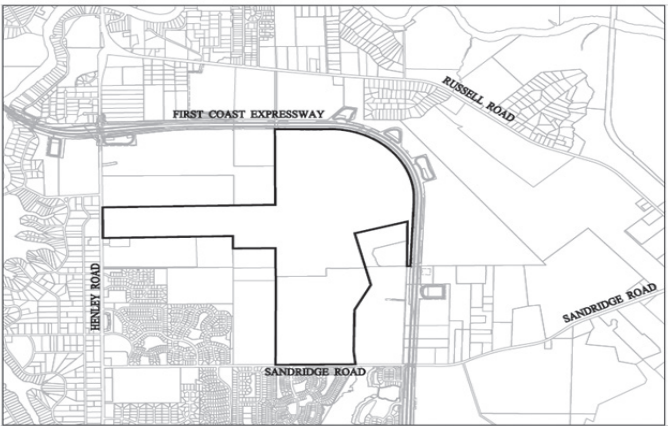 RUSSELL ROAD
FIRST COAST EXPRESSWAY
HENLEY ROAD
SANDRIDGE ROAD
SANDRIDGE ROAD